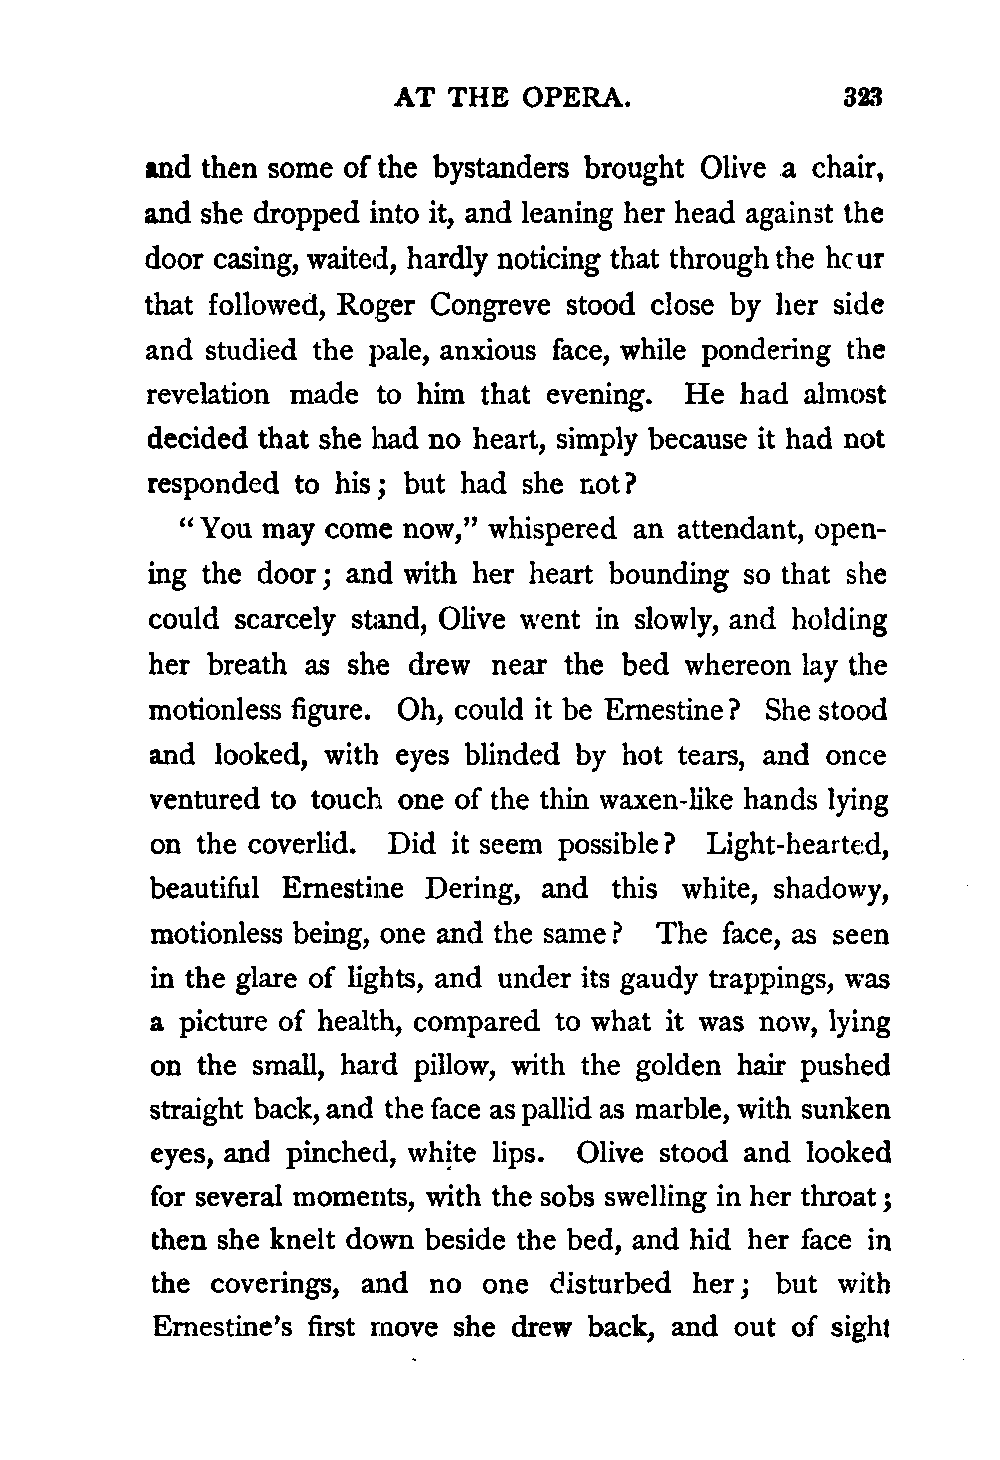 AT THE OPERA. 323
and then some of the bystanders brought Olive a chair,
and she dropped into it, and leaning her head against the
door casing, waited, hardly noticing that through the hour
that followed, Roger Congreve stood close by her side
and studied the pale, anxious face, while pondering the
revelation made to him that evening. He had almost
decided that she had no heart, simply because it had not
responded to his; but had she not?
"You may come now," whispered an attendant, open-
ing the door; and with her heart bounding so that she
could scarcely stand, Olive went in slowly, and holding
her breath as she drew near the bed whereon lay the
motionless figure. Oh, could it be Ernestine? She stood
and looked, with eyes blinded by hot tears, and once
ventured to touch one of the thin waxen-like hands lying
on the coverlid. Did it seem possible? Light-hearted,
beautiful Ernestine Dering, and this white, shadowy,
motionless being, one and the same? The face, as seen
in the glare of lights, and under its gaudy trappings, was
a picture of health, compared to what it was now, lying
on the small, hard pillow, with the golden hair pushed
straight back, and the face as pallid as marble, with sunken
eyes, and pinched, white lips. Olive stood and looked
for several moments, with the sobs swelling in her throat;
then she knelt down beside the bed, and hid her face in
the coverings, and no one disturbed her; but with
Ernestine's first move she drew back, and out of sight